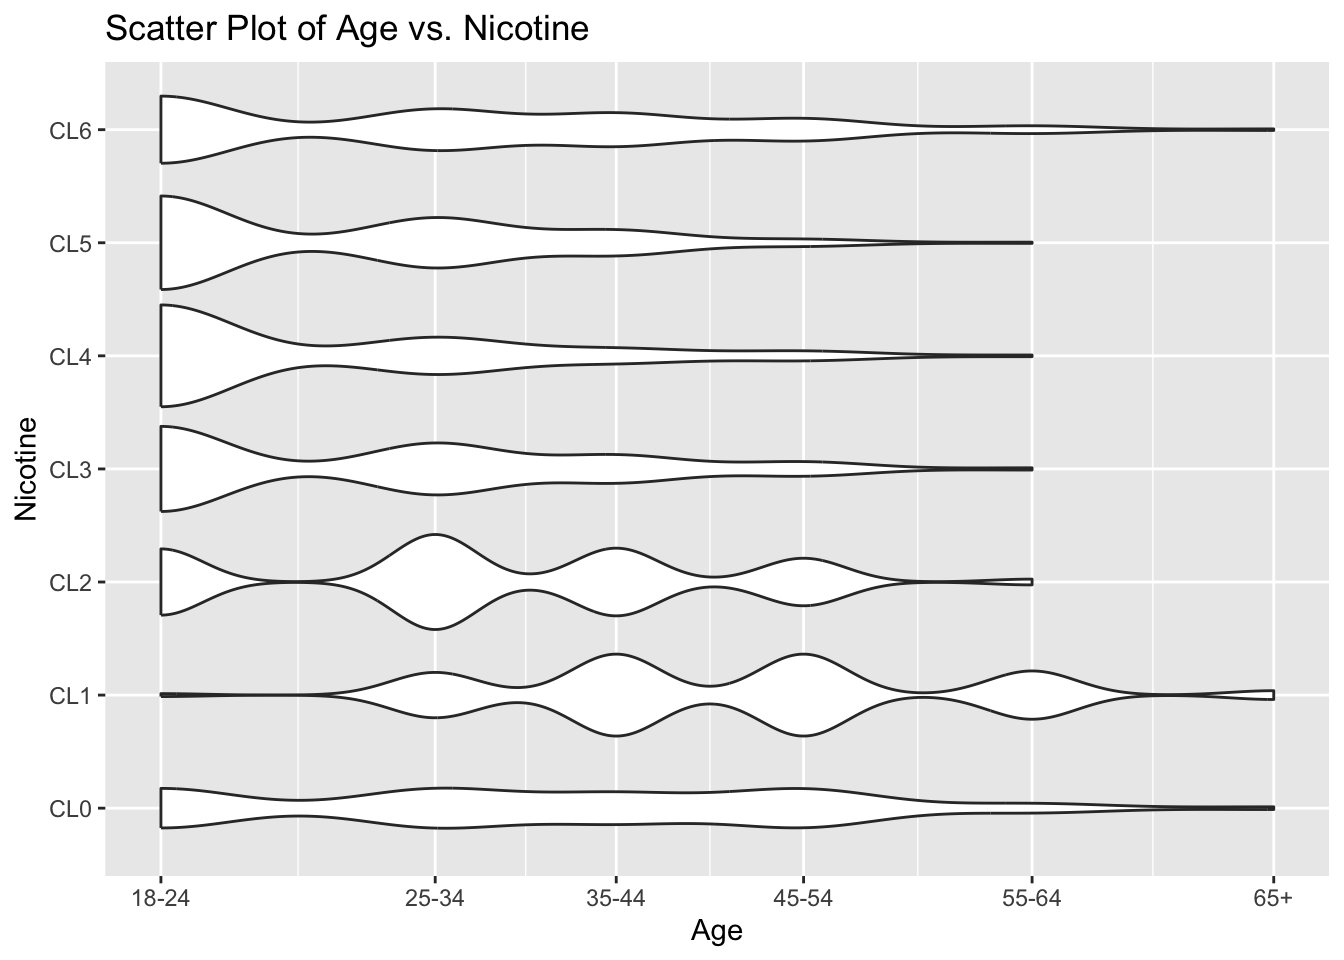 Scatter Plot of Age vs. Nicotine
CL6
CL5
CL4
CL3
CL2
CL1
CL0
Nicotine
18-24 25-34 35-44 45-54 55-64 65+
Age